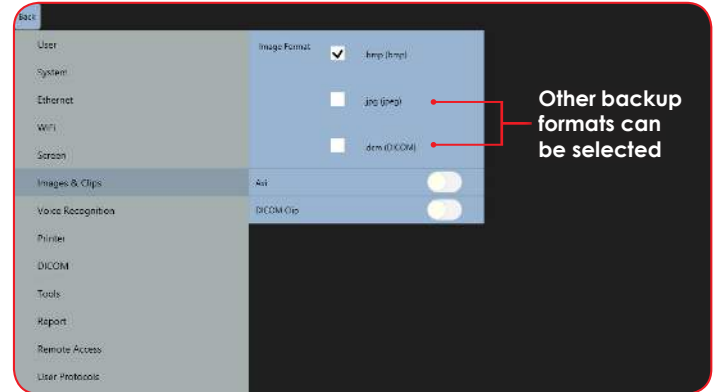 Back
User
System
Ethernet
WiFi
Screen
Images & Clips
Voice Recognition
Printer
DICOM
Tools
Report
Remote Access
User Protocols
Image Format
bmp (bmp)
jpg (jpeg)
dcm (DICOM)
Avi
DICOM Clip
Other backup
formats can
be selected